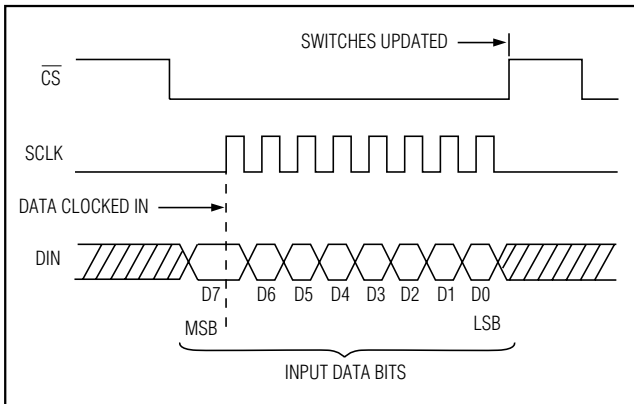 SWITCHES UPDATED
CS
SCLK
DATA CLOCKED IN
DIN
D7 D6 D5 D4 D3 D2 D1 D0
MSB LSB
INPUT DATA BITS